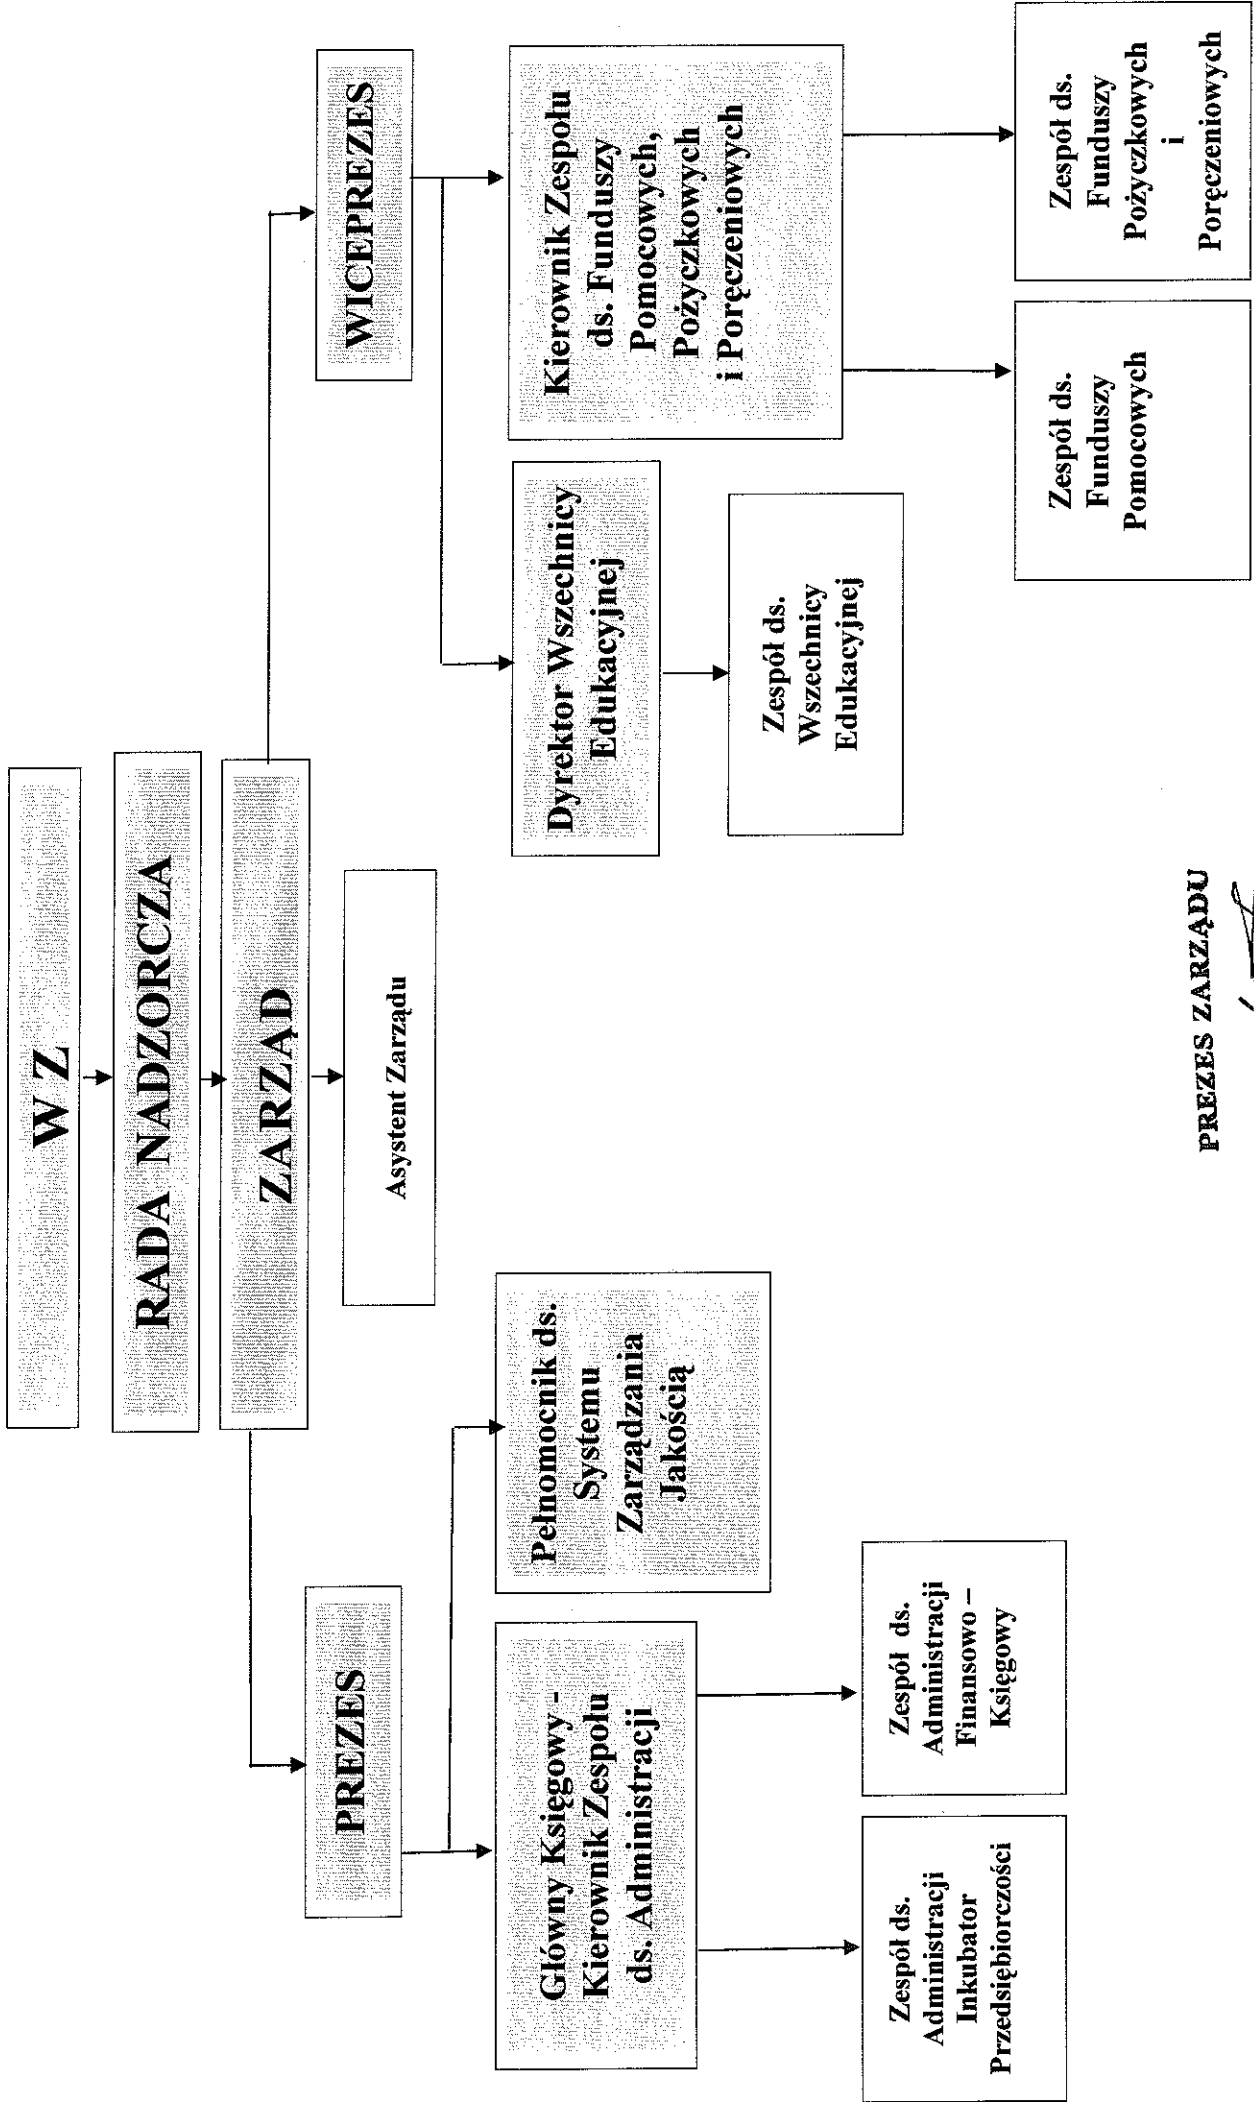 W Z
RADA NADZORCZA
ZARZĄD
Asystent Zarządu
PREZES
WICEPREZES
Główny Księgowy -
Kierownik Zespołu
ds. Administracji
Pełnomocnik ds.
Systemu
Zarządzania
Jakością
Dyrektor Wszechnicy
Edukacyjnej
Kierownik Zespołu
ds. Funduszy
Pomocowych,
Pożyczkowych
i Poręczeniowych
Zespół ds.
Administracji
Inkubator
Przedsiębiorczości
Zespół ds.
Administracji
Finansowo –
Księgowy
Zespół ds.
Wszechnicy
Edukacyjnej
Zespół ds.
Funduszy
Pomocowych
Zespół ds.
Funduszy
Pożyczkowych
i
Poręczeniowych
PREZES ZARZĄDU